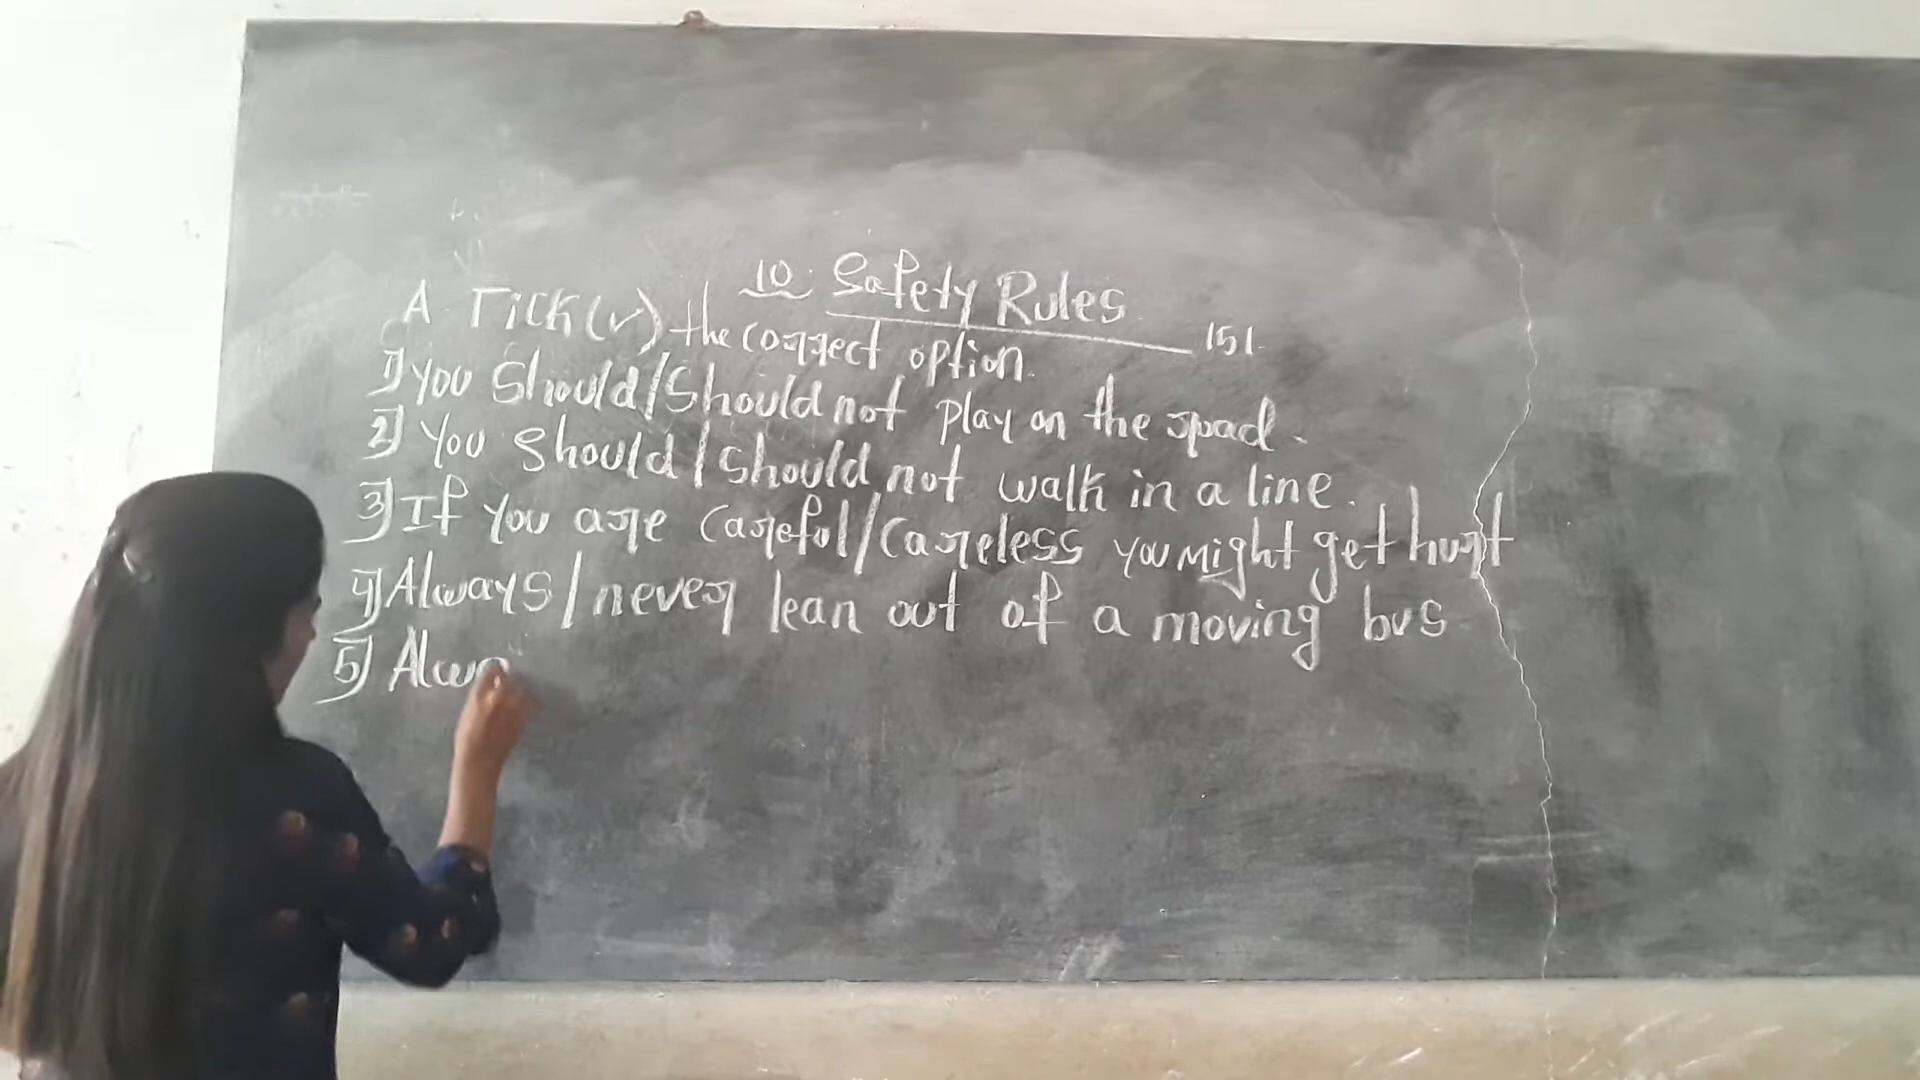 10. Safety Rules
151.
A Tick (✓) the correct option.
1) you Should/Should not play on the road.
2) You Should/should not walk in a line.
3) If you are careful/careless you might get hurt
4) Always/never lean out of a moving bus
5) Alwa